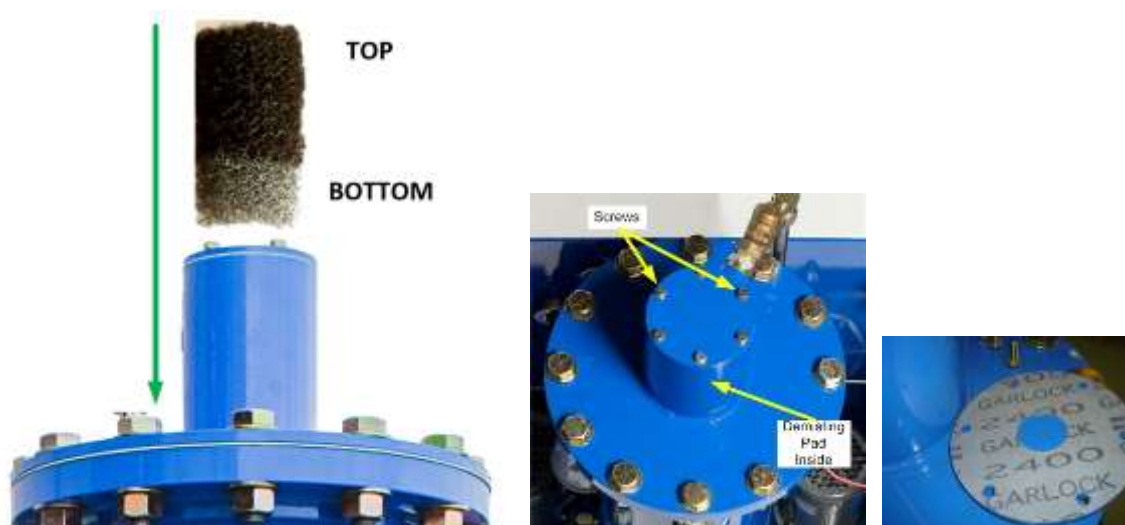 TOP
BOTTOM
Screws
Demisting
Pad
Inside
GARLOCK
2400
GARLOCK
2400
GARLOCK